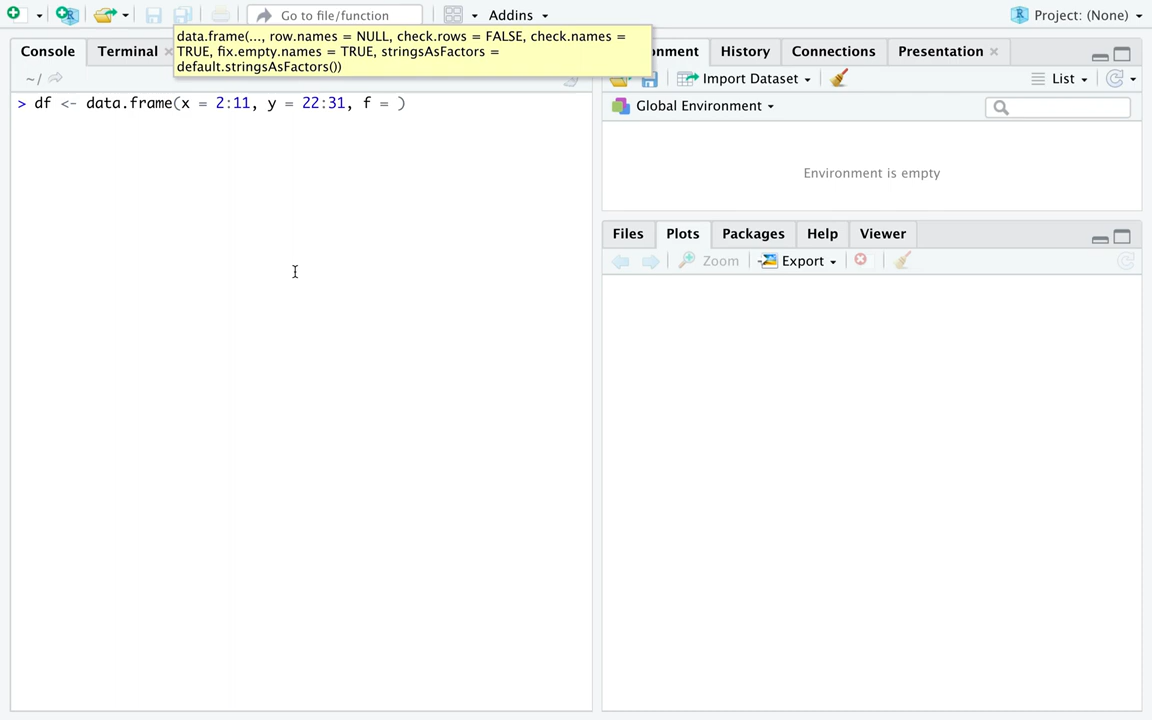 Go to file/function
Addins
Project: (None)
data.frame(..., row.names = NULL, check.rows = FALSE, check.names =
TRUE, fix.empty.names = TRUE, stringsAsFactors =
default.stringsAsFactors())
Console
Terminal
onment
History
Connections
Presentation
~/
Import Dataset
List
> df <- data.frame(x = 2:11, y = 22:31, f = )
Global Environment
Environment is empty
Files
Plots
Packages
Help
Viewer
Zoom
Export